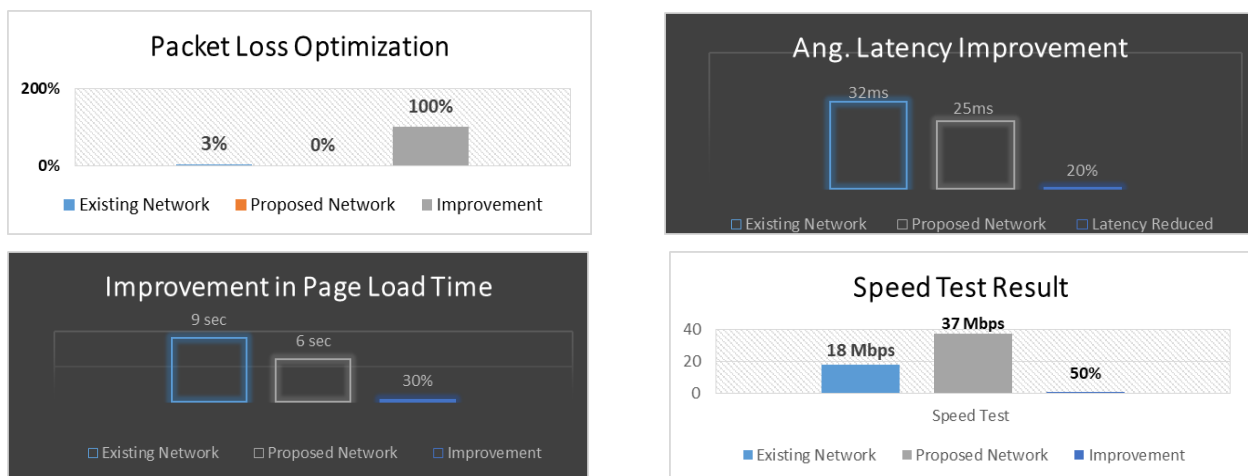 Packet Loss Optimization
200%
100%
3%
0%
0%
Existing Network Proposed Network Improvement
Ang. Latency Improvement
32ms
25ms
20%
Existing Network Proposed Network Latency Reduced
Improvement in Page Load Time
9 sec
6 sec
30%
Existing Network Proposed Network Improvement
Speed Test Result
40
37 Mbps
20
18 Mbps
50%
0
Speed Test
Existing Network Proposed Network Improvement